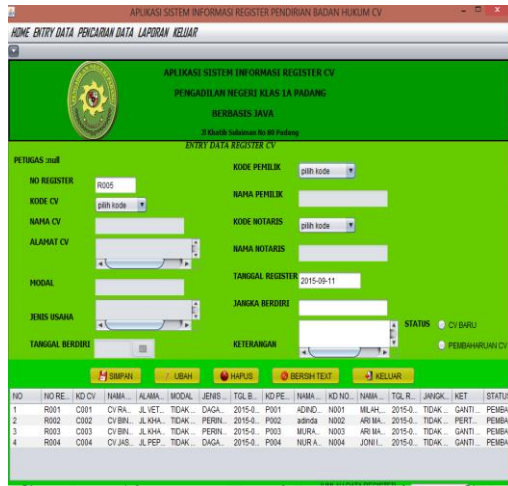 APLIKASI SISTEM INFORMASI REGISTER PENDIRIAN BADAN HUKUM CV
HOME ENTRY DATA PENCARIAN DATA LAPORAN KELUAR
APLIKASI SISTEM INFORMASI REGISTER CV
PENGADILAN NEGERI KLAS 1A PADANG
BERBASIS JAVA
Jl Khatib Sulaiman No 80 Padang
ENTRY DATA REGISTER CV
PETUGAS :null
NO REGISTER R005
KODE CV pilih kode
NAMA CV
ALAMAT CV
MODAL
JENIS USAHA
TANGGAL BERDIRI
KODE PEMILIK pilih kode
NAMA PEMILIK
KODE NOTARIS pilih kode
NAMA NOTARIS
TANGGAL REGISTER 2015-09-11
JANGKA BERDIRI
KETERANGAN
STATUS CV BARU
PEMBAHARUAN CV
SIMPAN UBAH HAPUS BERSIH TEXT KELUAR
NO NO RE... KD CV NAMA... ALAMA... MODAL JENIS ... TGL B... KD PE... NAMA... KD NO... NAMA... TGL R... JANGK... KET STATUS
1 R001 C001 CV RA... JL VET... TIDAK ... DAGA... 2015-0... P001 ADIND... N001 MILAH,... 2015-0... TIDAK ... GANTI ... PEMBA
2 R002 C002 CV BIN... JL KHA... TIDAK ... PERIN... 2015-0... P002 adinda N002 ARI MA... 2015-0... TIDAK ... PERT... PEMBA
3 R003 C003 CV BIN... JL KHA... TIDAK ... PERIN... 2015-0... P003 MURA... N003 ARI MA... 2015-0... TIDAK ... GANTI ... PEMBA
4 R004 C004 CV JAS... JL PEP... TIDAK ... DAGA... 2015-0... P004 NUR A... N004 JONI I... 2015-0... TIDAK ... GANTI ... PEMBA